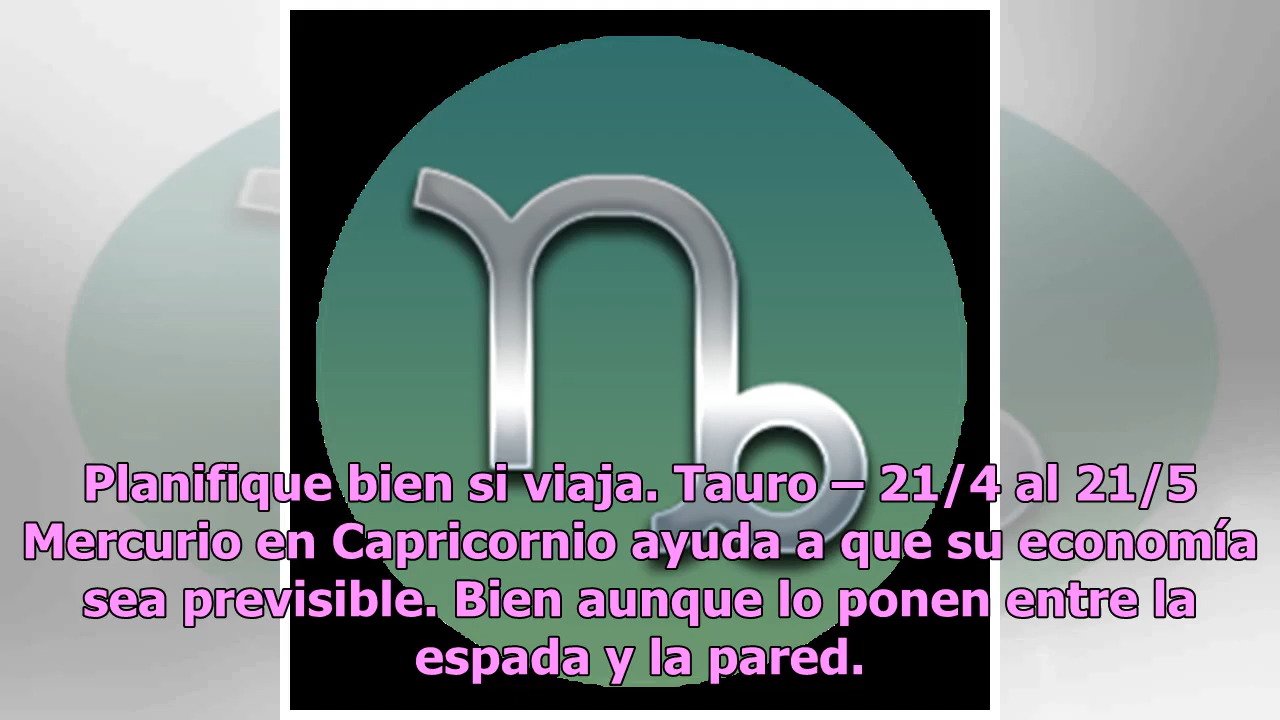 Planifique bien si viaja. Tauro – 21/4 al 21/5
Mercurio en Capricornio ayuda a que su economía
sea previsible. Bien aunque lo ponen entre la
espada y la pared.